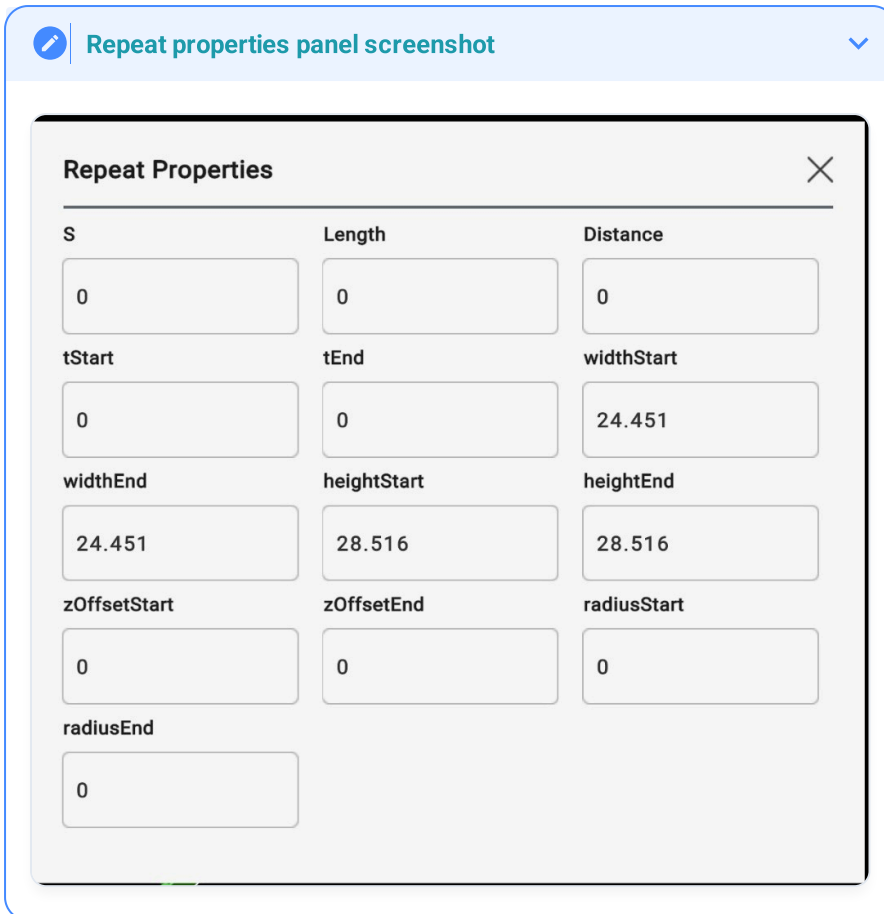 Repeat properties panel screenshot
Repeat Properties
S Length Distance
0 0 0
tStart tEnd widthStart
0 0 24.451
widthEnd heightStart heightEnd
24.451 28.516 28.516
zOffsetStart zOffsetEnd radiusStart
0 0 0
radiusEnd
0